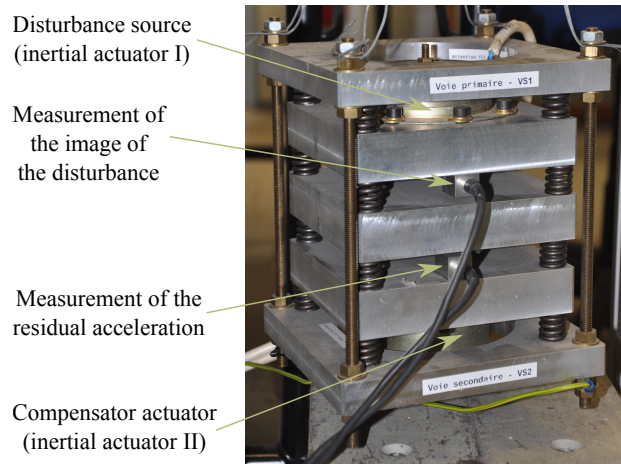 Disturbance source
(inertial actuator I)
Measurement of
the image of
the disturbance
Measurement of the
residual acceleration
Compensator actuator
(inertial actuator II)
Voie primaire - VS1
Voie secondaire - VS2